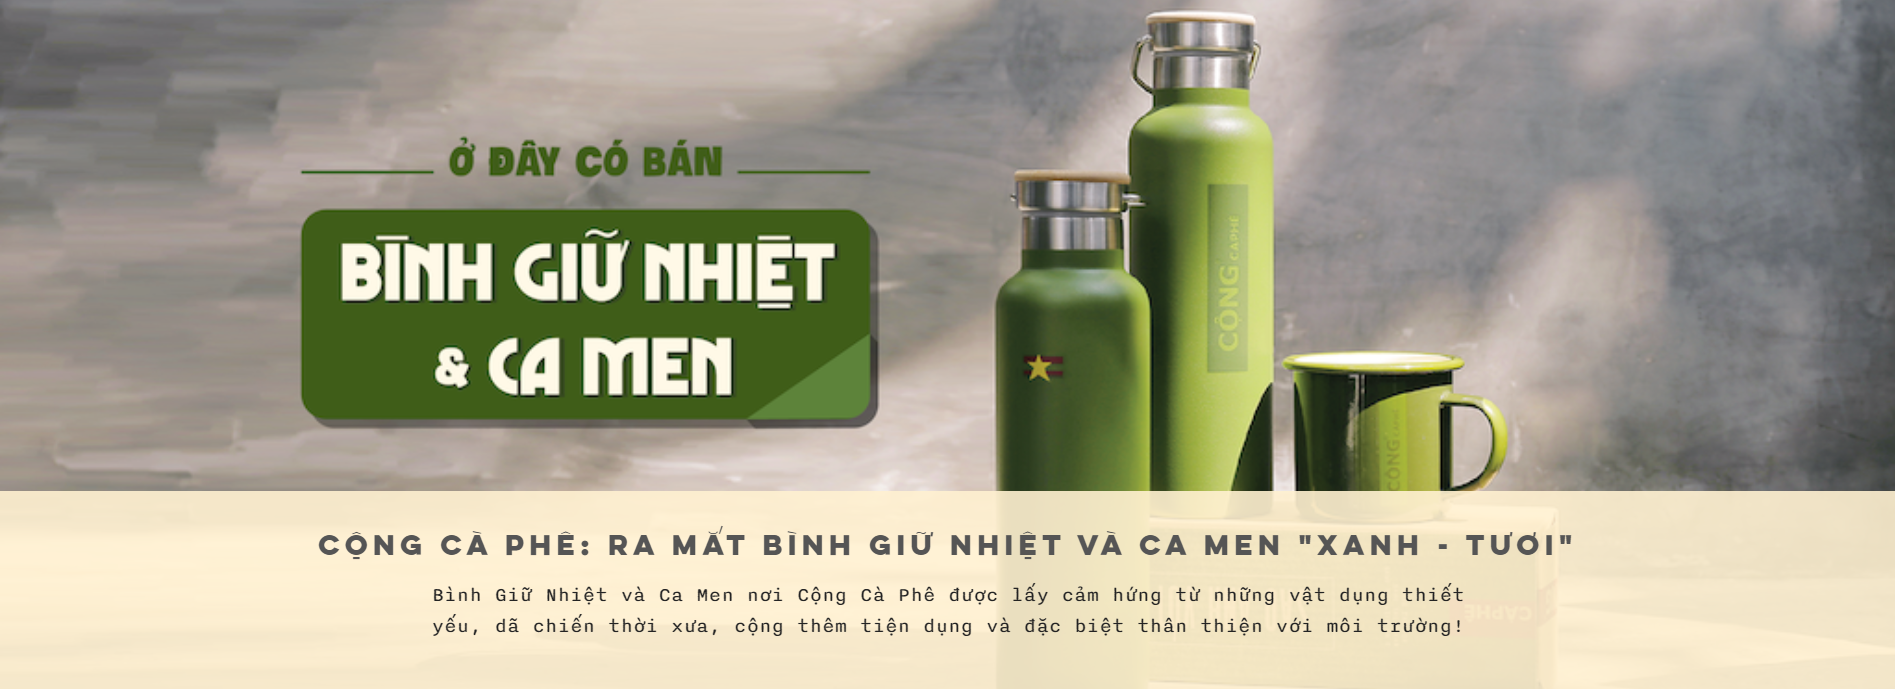 Ở ĐÂY CÓ BÁN
BÌNH GIỮ NHIỆT
& CA MEN
CỘNG CAPHÊ
CỘNG CAPHÊ
CỘNG CÀ PHÊ: RA MẮT BÌNH GIỮ NHIỆT VÀ CA MEN "XANH - TƯƠI"
Bình Giữ Nhiệt và Ca Men nơi Cộng Cà Phê được lấy cảm hứng từ những vật dụng thiết
yếu, dã chiến thời xưa, cộng thêm tiện dụng và đặc biệt thân thiện với môi trường!